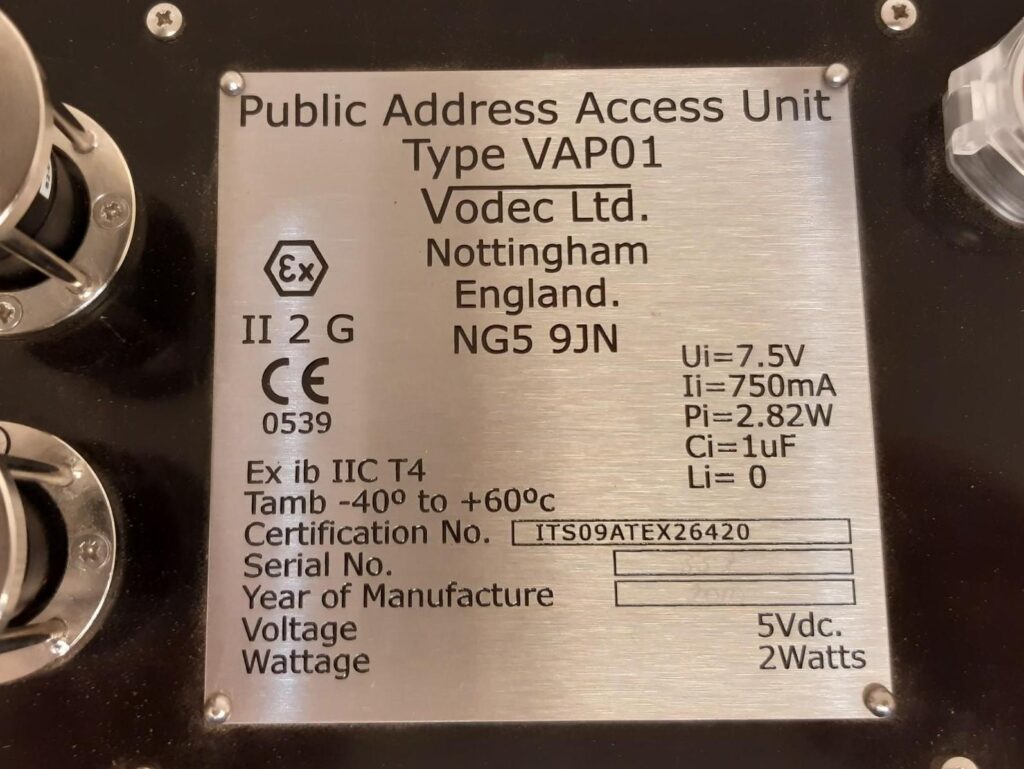 Public Address Access Unit
Type VAP01
Vodec Ltd.
Nottingham
England.
NG5 9JN
Ex
II 2 G
CE
0539
Ui=7.5V
Ii=750mA
Pi=2.82W
Ci=1uF
Li= 0
Ex ib IIC T4
Tamb -40º to +60ºc
Certification No. ITS09ATEX26420
Serial No.
Year of Manufacture
Voltage 5Vdc.
Wattage 2Watts